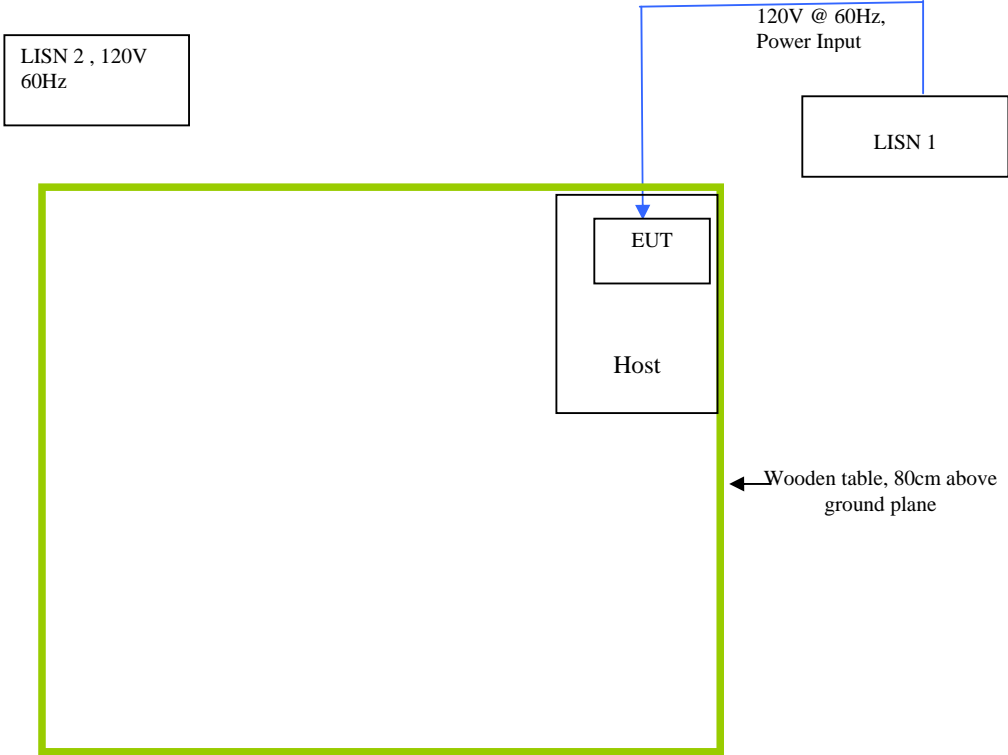 120V @ 60Hz,
Power Input
LISN 2 , 120V
60Hz
LISN 1
EUT
Host
Wooden table, 80cm above
ground plane